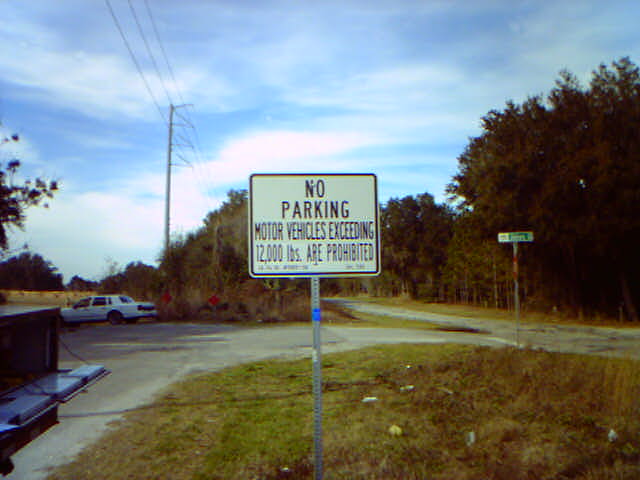 NO
PARKING
MOTOR VEHICLES EXCEEDING
12,000 lbs. ARE PROHIBITED